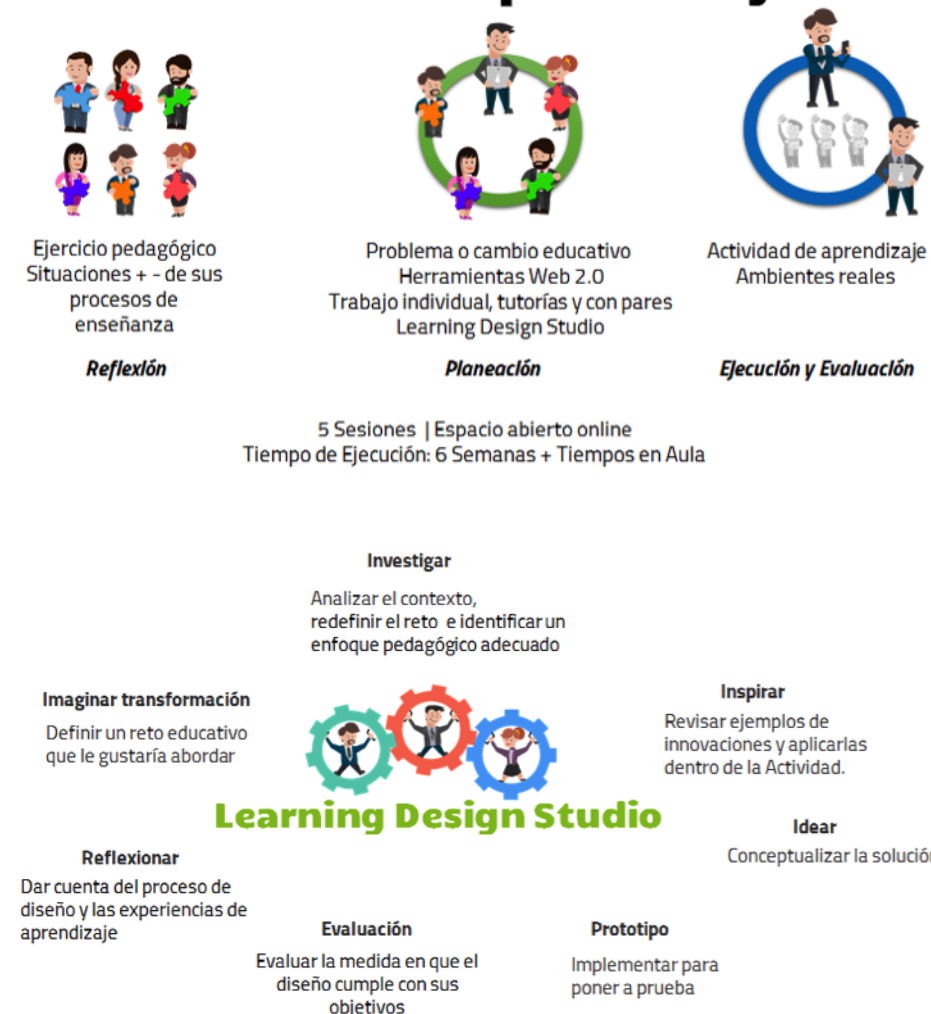 Ejercicio pedagógico
Situaciones + - de sus
procesos de
enseñanza
Reflexión
Problema o cambio educativo
Herramientas Web 2.0
Trabajo individual, tutorías y con pares
Learning Design Studio
Planeación
Actividad de aprendizaje
Ambientes reales
Ejecución y Evaluación
5 Sesiones | Espacio abierto online
Tiempo de Ejecución: 6 Semanas + Tiempos en Aula
Investigar
Analizar el contexto,
redefinir el reto e identificar un
enfoque pedagógico adecuado
Imaginar transformación
Definir un reto educativo
que le gustaría abordar
Inspirar
Revisar ejemplos de
innovaciones y aplicarlas
dentro de la Actividad.
Learning Design Studio
Idear
Conceptualizar la solución
Reflexionar
Dar cuenta del proceso de
diseño y las experiencias de
aprendizaje
Evaluación
Evaluar la medida en que el
diseño cumple con sus
objetivos
Prototipo
Implementar para
poner a prueba